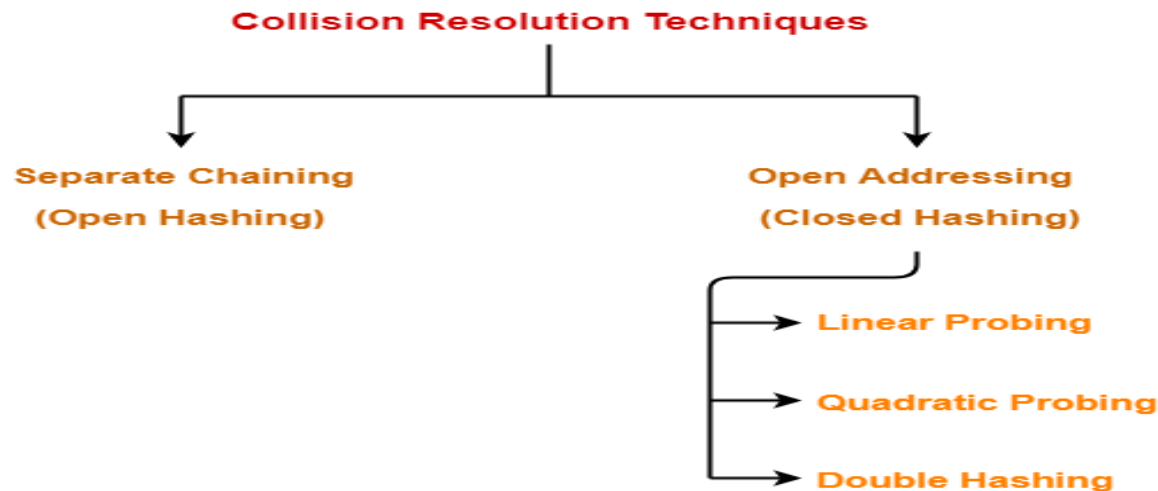 Collision Resolution Techniques
Separate Chaining
(Open Hashing)
Open Addressing
(Closed Hashing)
Linear Probing
Quadratic Probing
Double Hashing